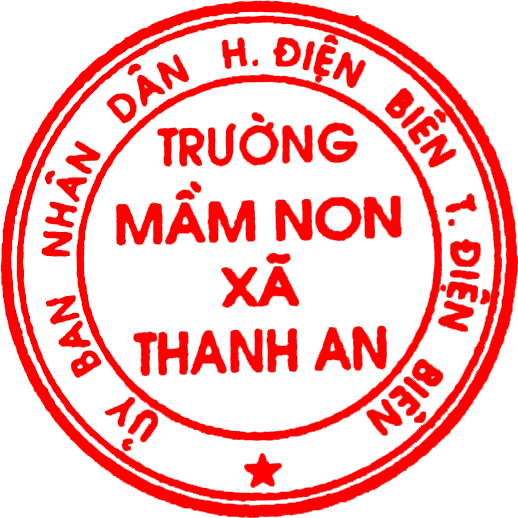 ỦY BAN NHÂN DÂN H. ĐIỆN BIÊN T. ĐIỆN BIÊN
TRƯỜNG
MẦM NON
XÃ
THANH AN